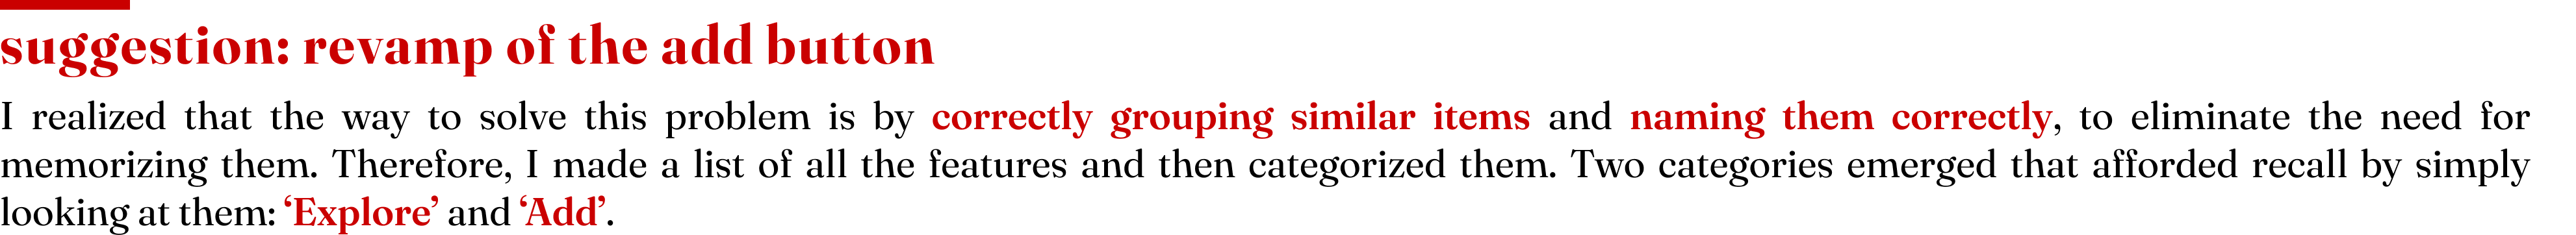 suggestion: revamp of the add button
I realized that the way to solve this problem is by correctly grouping similar items and naming them correctly, to eliminate the need for
memorizing them. Therefore, I made a list of all the features and then categorized them. Two categories emerged that afforded recall by simply
looking at them: ‘Explore’ and ‘Add’.